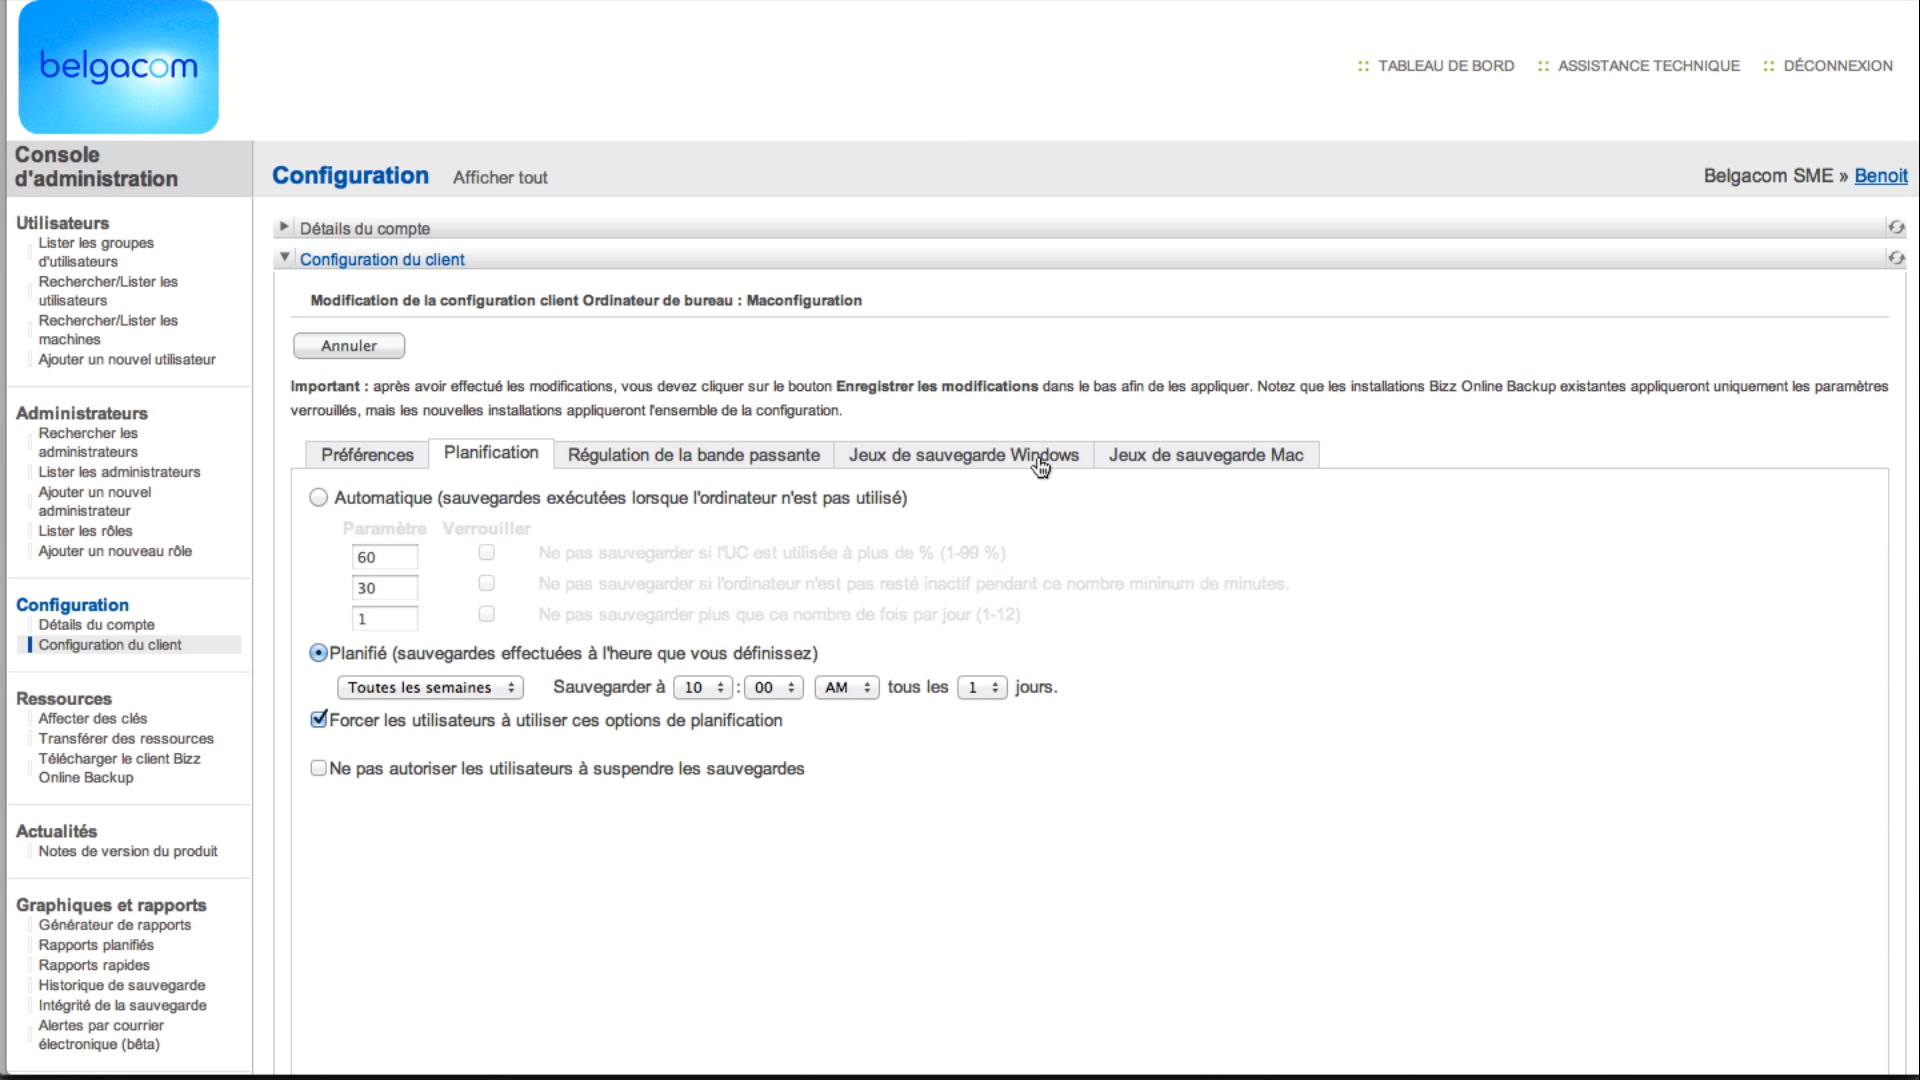 belgacom
:: TABLEAU DE BORD :: ASSISTANCE TECHNIQUE :: DÉCONNEXION
Console
d'administration
Configuration Afficher tout
Belgacom SME » Benoit
Utilisateurs
Lister les groupes
d'utilisateurs
Rechercher/Lister les
utilisateurs
Rechercher/Lister les
machines
Ajouter un nouvel utilisateur
Administrateurs
Rechercher les
administrateurs
Lister les administrateurs
Ajouter un nouvel
administrateur
Lister les rôles
Ajouter un nouveau rôle
Configuration
Détails du compte
Configuration du client
Ressources
Affecter des clés
Transférer des ressources
Télécharger le client Bizz
Online Backup
Actualités
Notes de version du produit
Graphiques et rapports
Générateur de rapports
Rapports planifiés
Rapports rapides
Historique de sauvegarde
Intégrité de la sauvegarde
Alertes par courrier
électronique (bêta)
Détails du compte
Configuration du client
Modification de la configuration client Ordinateur de bureau : Maconfiguration
Annuler
Important : après avoir effectué les modifications, vous devez cliquer sur le bouton Enregistrer les modifications dans le bas afin de les appliquer. Notez que les installations Bizz Online Backup existantes appliqueront uniquement les paramètres
verrouillés, mais les nouvelles installations appliqueront l'ensemble de la configuration.
Préférences Planification Régulation de la bande passante Jeux de sauvegarde Windows Jeux de sauvegarde Mac
Automatique (sauvegardes exécutées lorsque l'ordinateur n'est pas utilisé)
Paramètre Verrouiller
60 Ne pas sauvegarder si l'UC est utilisée à plus de % (1-99 %)
30 Ne pas sauvegarder si l'ordinateur n'est pas resté inactif pendant ce nombre mininum de minutes.
1 Ne pas sauvegarder plus que ce nombre de fois par jour (1-12)
Planifié (sauvegardes effectuées à l'heure que vous définissez)
Toutes les semaines Sauvegarder à 10 : 00 AM tous les 1 jours.
Forcer les utilisateurs à utiliser ces options de planification
Ne pas autoriser les utilisateurs à suspendre les sauvegardes